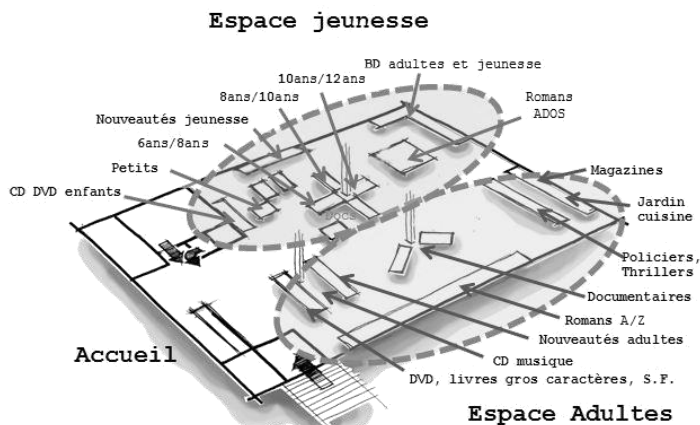 Espace jeunesse
BD adultes et jeunesse
10ans/12ans
8ans/10ans
Romans
ADOS
Nouveautés jeunesse
6ans/8ans
Petits
CD DVD enfants
Docs
Magazines
Jardin
cuisine
Policiers,
Thrillers
Documentaires
Romans A/Z
Nouveautés adultes
CD musique
DVD, livres gros caractères, S.F.
Accueil
Espace Adultes